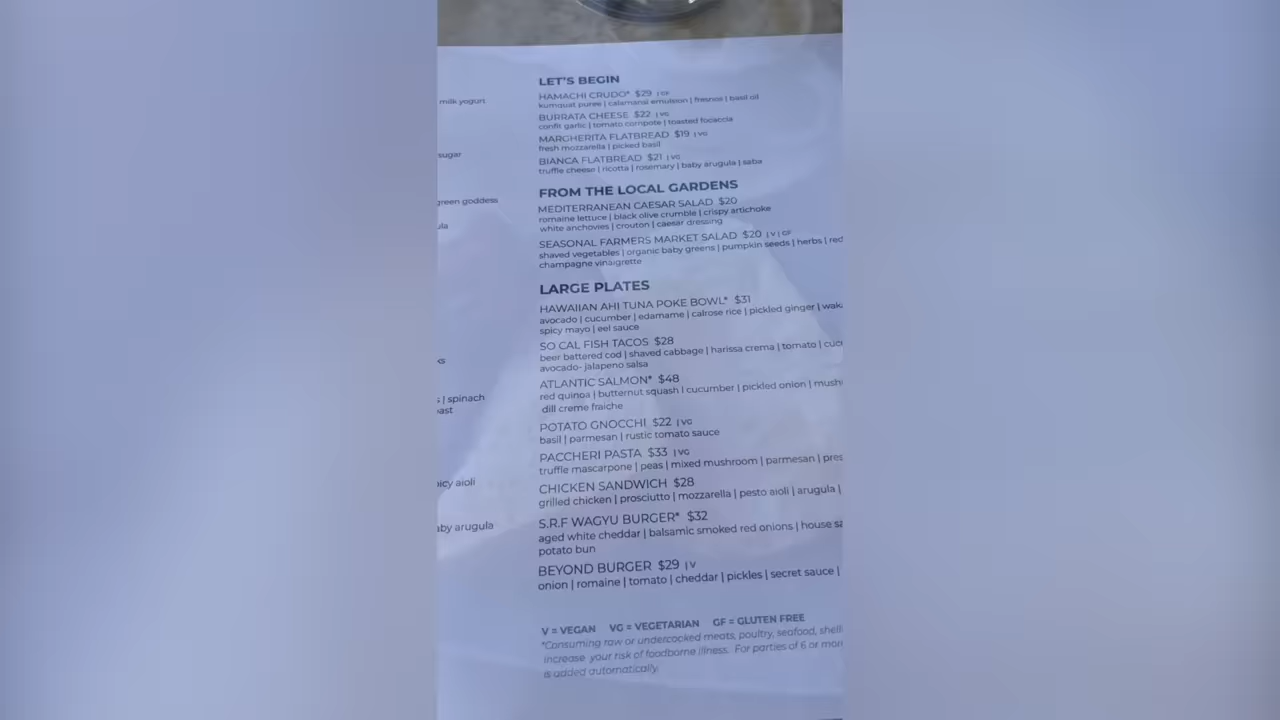 milk yogurt
sugar
green goddess
ula
ks
s | spinach
oast
picy aioli
aby arugula
LET'S BEGIN
HAMACHI CRUDO* $29 | GF
kumquat puree | calamansi emulsion | fresnos | basil oil
BURRATA CHEESE $22 | VG
confit garlic | tomato compote | toasted focaccia
MARGHERITA FLATBREAD $19 | VG
fresh mozzarella | picked basil
BIANCA FLATBREAD $21 | VG
truffle cheese | ricotta | rosemary | baby arugula | saba
FROM THE LOCAL GARDENS
MEDITERRANEAN CAESAR SALAD $20
romaine lettuce | black olive crumble | crispy artichoke
white anchovies | crouton | caesar dressing
SEASONAL FARMERS MARKET SALAD $20 | V | GF
shaved vegetables | organic baby greens | pumpkin seeds | herbs | red
champagne vinaigrette
LARGE PLATES
HAWAIIAN AHI TUNA POKE BOWL* $31
avocado | cucumber | edamame | calrose rice | pickled ginger | wak
spicy mayo | eel sauce
SO CAL FISH TACOS $28
beer battered cod | shaved cabbage | harissa crema | tomato | cuc
avocado- jalapeno salsa
ATLANTIC SALMON* $48
red quinoa | butternut squash | cucumber | pickled onion | mush
dill creme fraiche
POTATO GNOCCHI $22 | VG
basil | parmesan | rustic tomato sauce
PACCHERI PASTA $33 | VG
truffle mascarpone | peas | mixed mushroom | parmesan | pres
CHICKEN SANDWICH $28
grilled chicken | prosciutto | mozzarella | pesto aioli | arugula |
S.R.F WAGYU BURGER* $32
aged white cheddar | balsamic smoked red onions | house sa
potato bun
BEYOND BURGER $29 | V
onion | romaine | tomato | cheddar | pickles | secret sauce |
V = VEGAN VG = VEGETARIAN GF = GLUTEN FREE
*Consuming raw or undercooked meats, poultry, seafood, shell
increase your risk of foodborne illness. For parties of 6 or mor
is added automatically